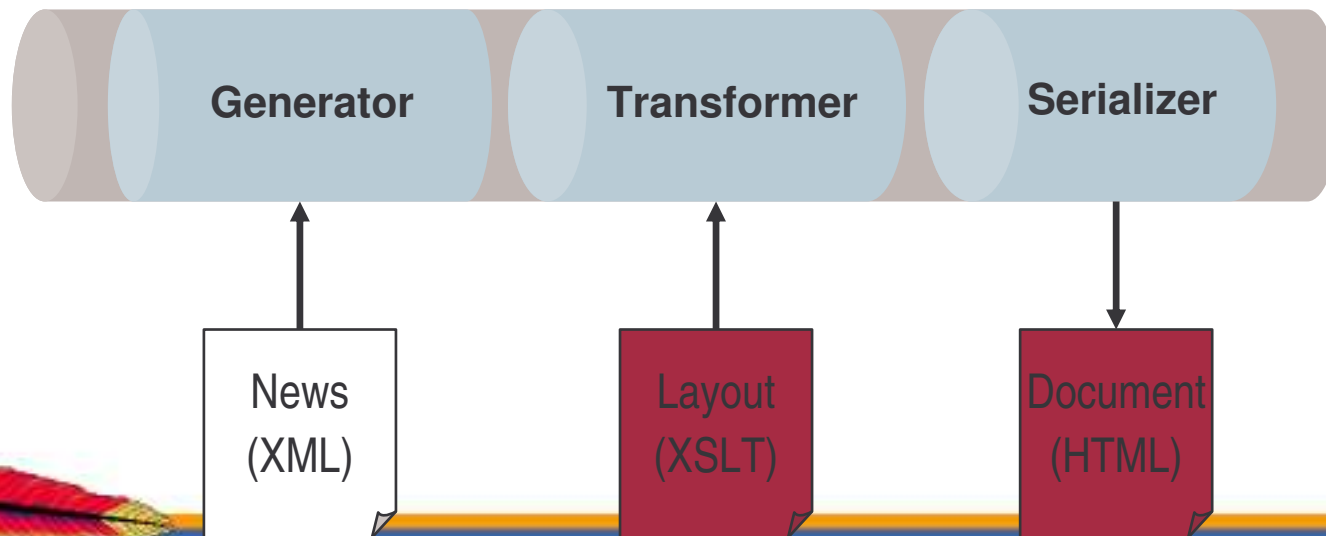 Generator
Transformer
Serializer
News
(XML)
Layout
(XSLT)
Document
(HTML)